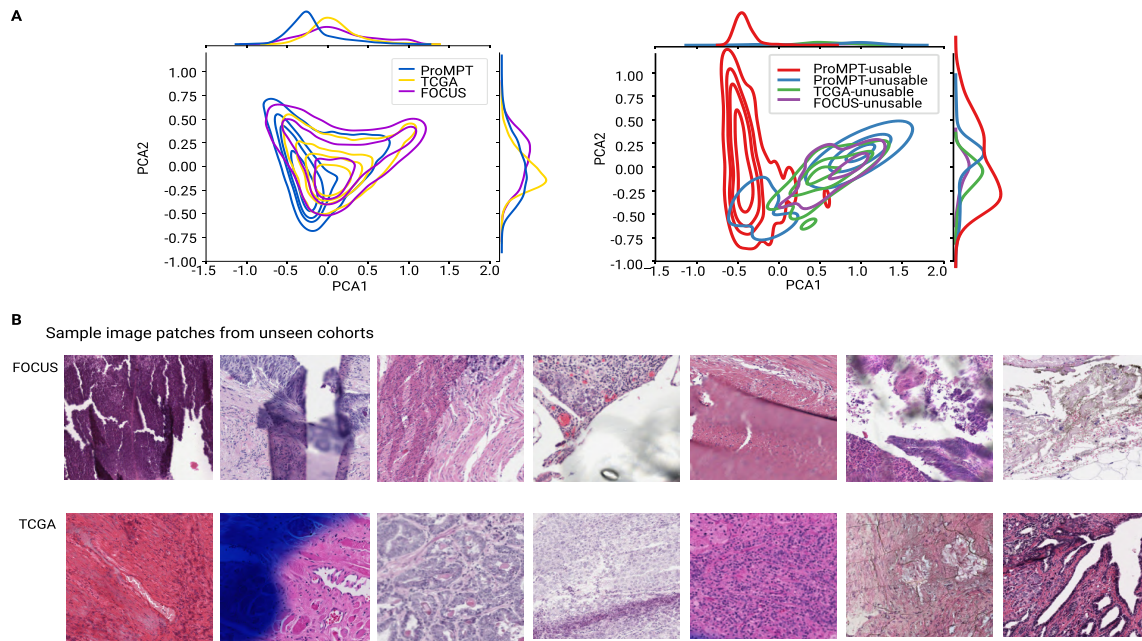 A
ProMPT
TCGA
FOCUS
1.00
0.75
0.50
0.25
0.00
-0.25
-0.50
-0.75
-1.00
PCA2
-1.5
-1.0
-0.5
0.0
0.5
1.0
1.5
2.0
PCA1
ProMPT-usable
ProMPT-unusable
TCGA-unusable
FOCUS-unusable
1.00
0.75
0.50
0.25
0.00
-0.25
-0.50
-0.75
-1.00
PCA2
-1.5
-1.0
-0.5
0.0
0.5
1.0
1.5
2.0
PCA1
B
Sample image patches from unseen cohorts
FOCUS
TCGA